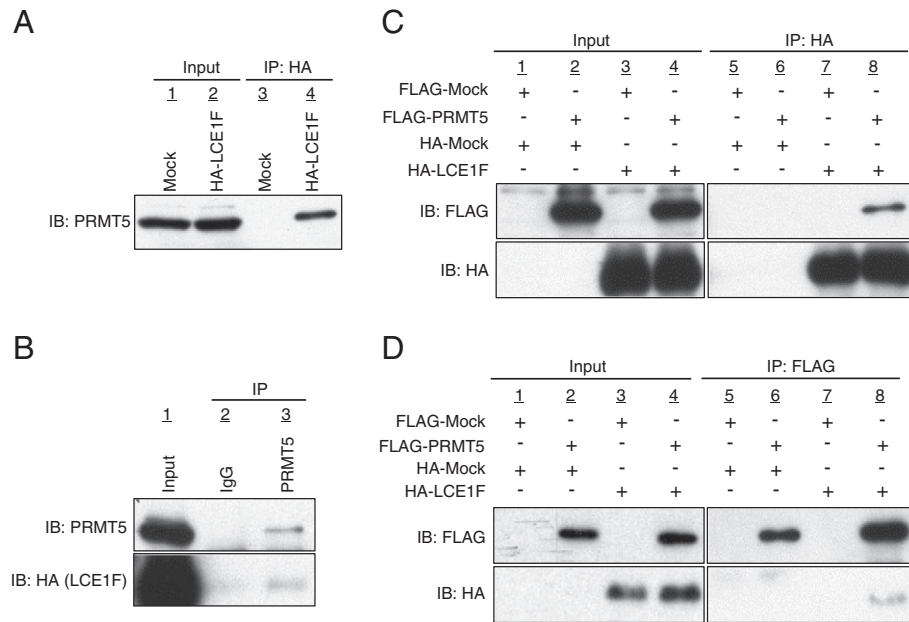 A
Input IP: HA
1 2 3 4
Mock HA-LCE1F Mock HA-LCE1F
IB: PRMT5
B
IP
1 2 3
Input IgG PRMT5
IB: PRMT5
IB: HA (LCE1F)
C
Input IP: HA
1 2 3 4 5 6 7 8
FLAG-Mock + - + - + - + -
FLAG-PRMT5 - + - + - + - +
HA-Mock + + - - + + - -
HA-LCE1F - - + + - - + +
IB: FLAG
IB: HA
D
Input IP: FLAG
1 2 3 4 5 6 7 8
FLAG-Mock + - + - + - + -
FLAG-PRMT5 - + - + - + - +
HA-Mock + + - - + + - -
HA-LCE1F - - + + - - + +
IB: FLAG
IB: HA